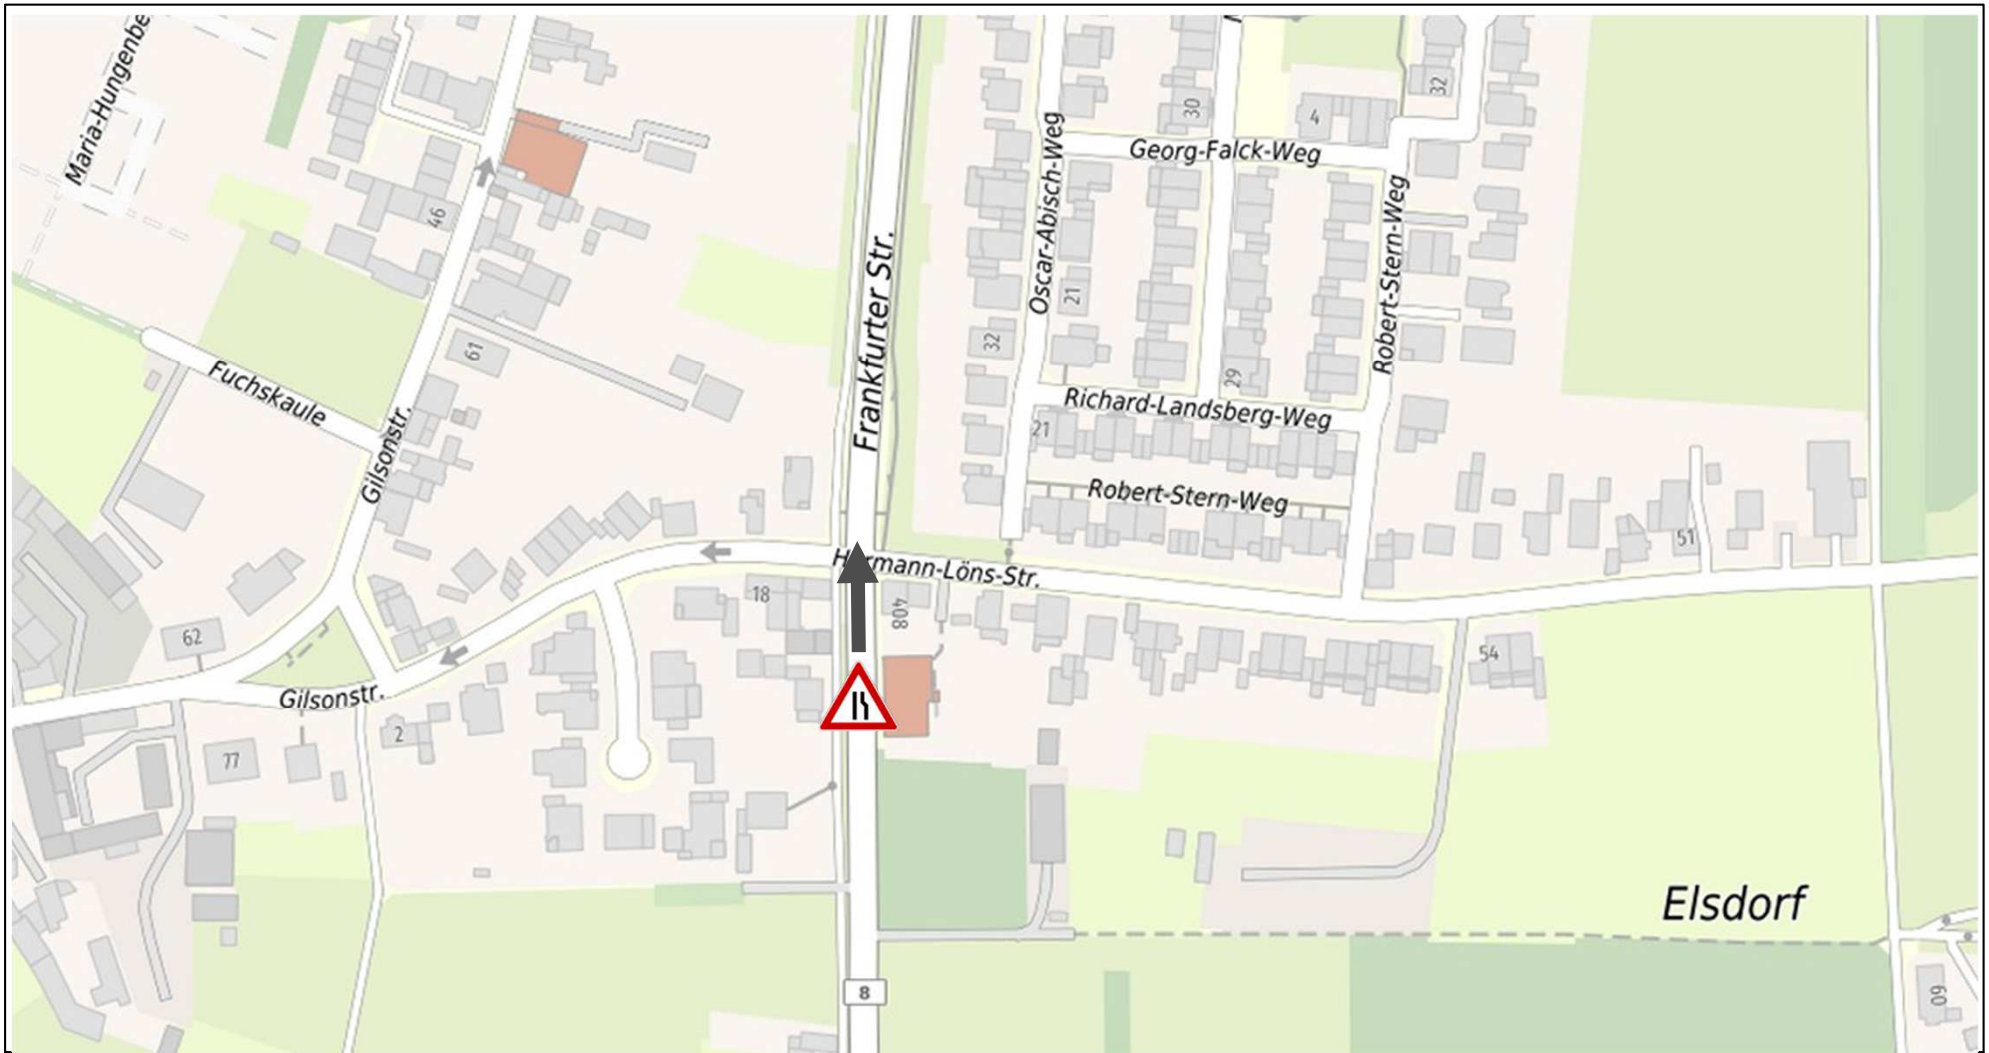 Maria-Hungenbe
32
30
4
Georg-Falck-Weg
46
Oscar-Abisch-Weg
Robert-Stern-Weg
Frankfurter Str.
21
32
61
29
Fuchskaule
Richard-Landsberg-Weg
21
Gilsonstr.
Robert-Stern-Weg
51
Hermann-Löns-Str.
18
408
62
54
Gilsonstr.
2
77
Elsdorf
8
60